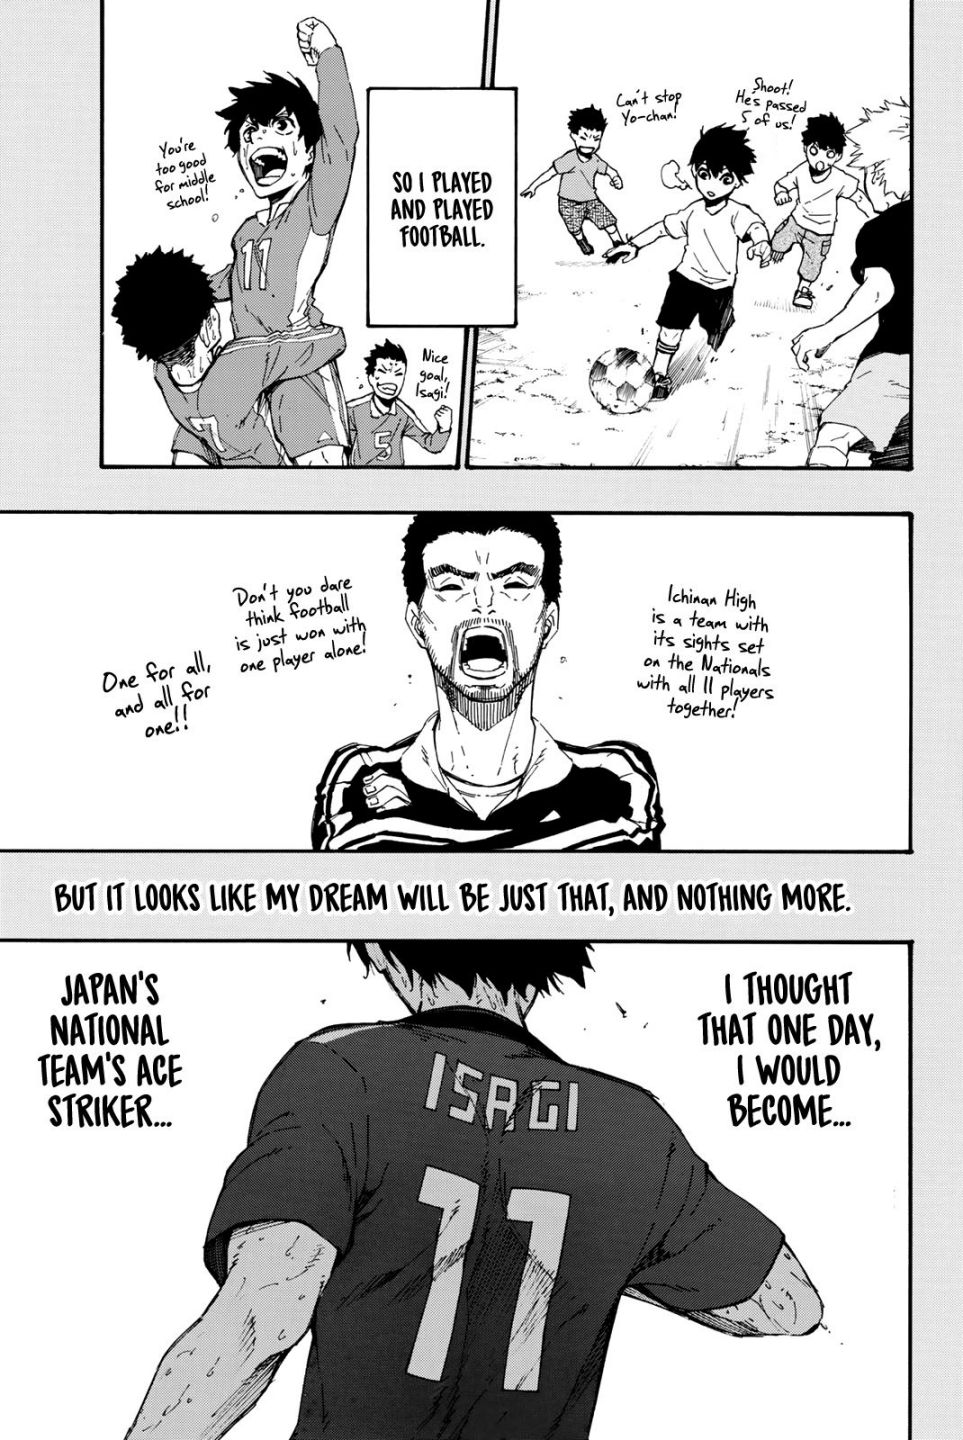 Shoot!
He's passed
5 of us!
Can't stop
Yo-chan!
SO I PLAYED
AND PLAYED
FOOTBALL.
You're
too good
for middle
school!
11
7
Nice
goal,
Isagi!
5
Ichinan High
is a team with
its sights set
on the Nationals
with all 11 players
together!
Don't you dare
think football
is just won with
one player alone!
One for all,
and all for
one!!
BUT IT LOOKS LIKE MY DREAM WILL BE JUST THAT, AND NOTHING MORE.
I THOUGHT
THAT ONE DAY,
I WOULD
BECOME...
JAPAN'S
NATIONAL
TEAM'S ACE
STRIKER...
ISAGI
11